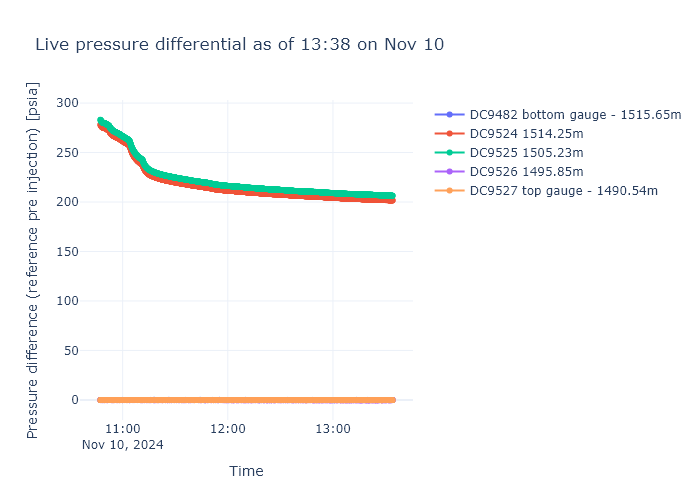 Live pressure differential as of 13:38 on Nov 10
Pressure difference (reference pre injection) [psia]
300
250
200
150
100
50
0
11:00
Nov 10, 2024
12:00
13:00
Time
DC9482 bottom gauge - 1515.65m
DC9524 1514.25m
DC9525 1505.23m
DC9526 1495.85m
DC9527 top gauge - 1490.54m